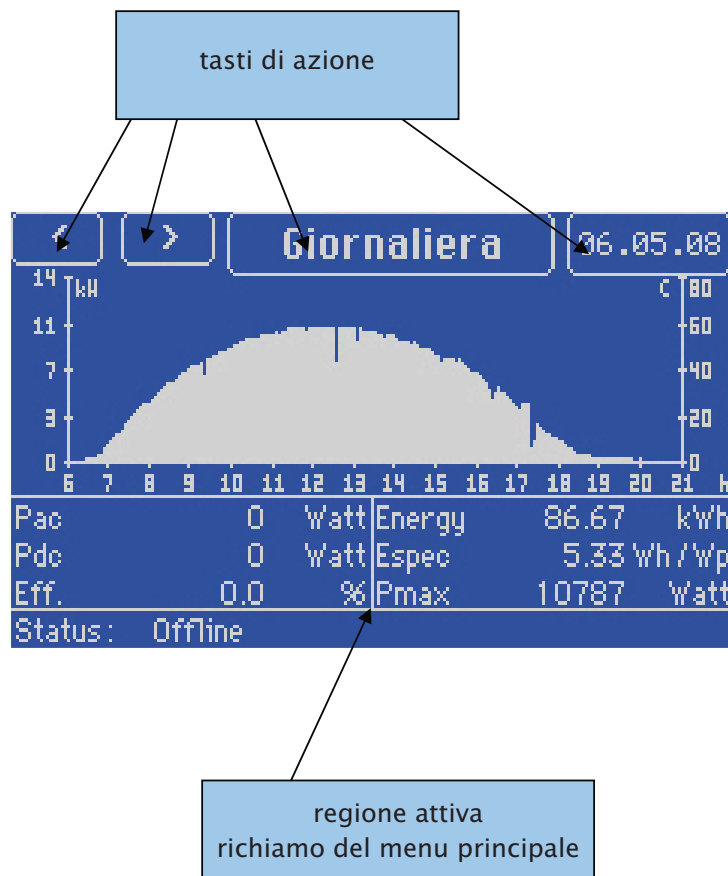 tasti di azione
< > Giornaliera 06.05.08
14 kW C 80
11 60
7 40
3 20
0 0
6 7 8 9 10 11 12 13 14 15 16 17 18 19 20 21 h
Pac 0 Watt Energy 86.67 kWh
Pdc 0 Watt Espec 5.33 Wh/Wp
Eff. 0.0 % Pmax 10787 Watt
Status: Offline
regione attiva
richiamo del menu principale